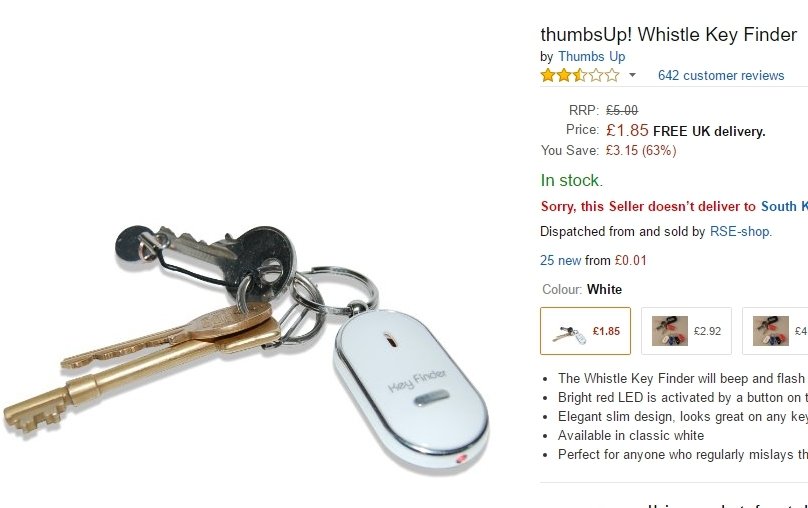 thumbsUp! Whistle Key Finder
by Thumbs Up
642 customer reviews
RRP: £5.00
Price: £1.85 FREE UK delivery.
You Save: £3.15 (63%)
In stock.
Sorry, this Seller doesn't deliver to South K
Dispatched from and sold by RSE-shop.
25 new from £0.01
Colour: White
£1.85 £2.92 £4
Key Finder
The Whistle Key Finder will beep and flash
Bright red LED is activated by a button on t
Elegant slim design, looks great on any key
Available in classic white
Perfect for anyone who regularly mislays th